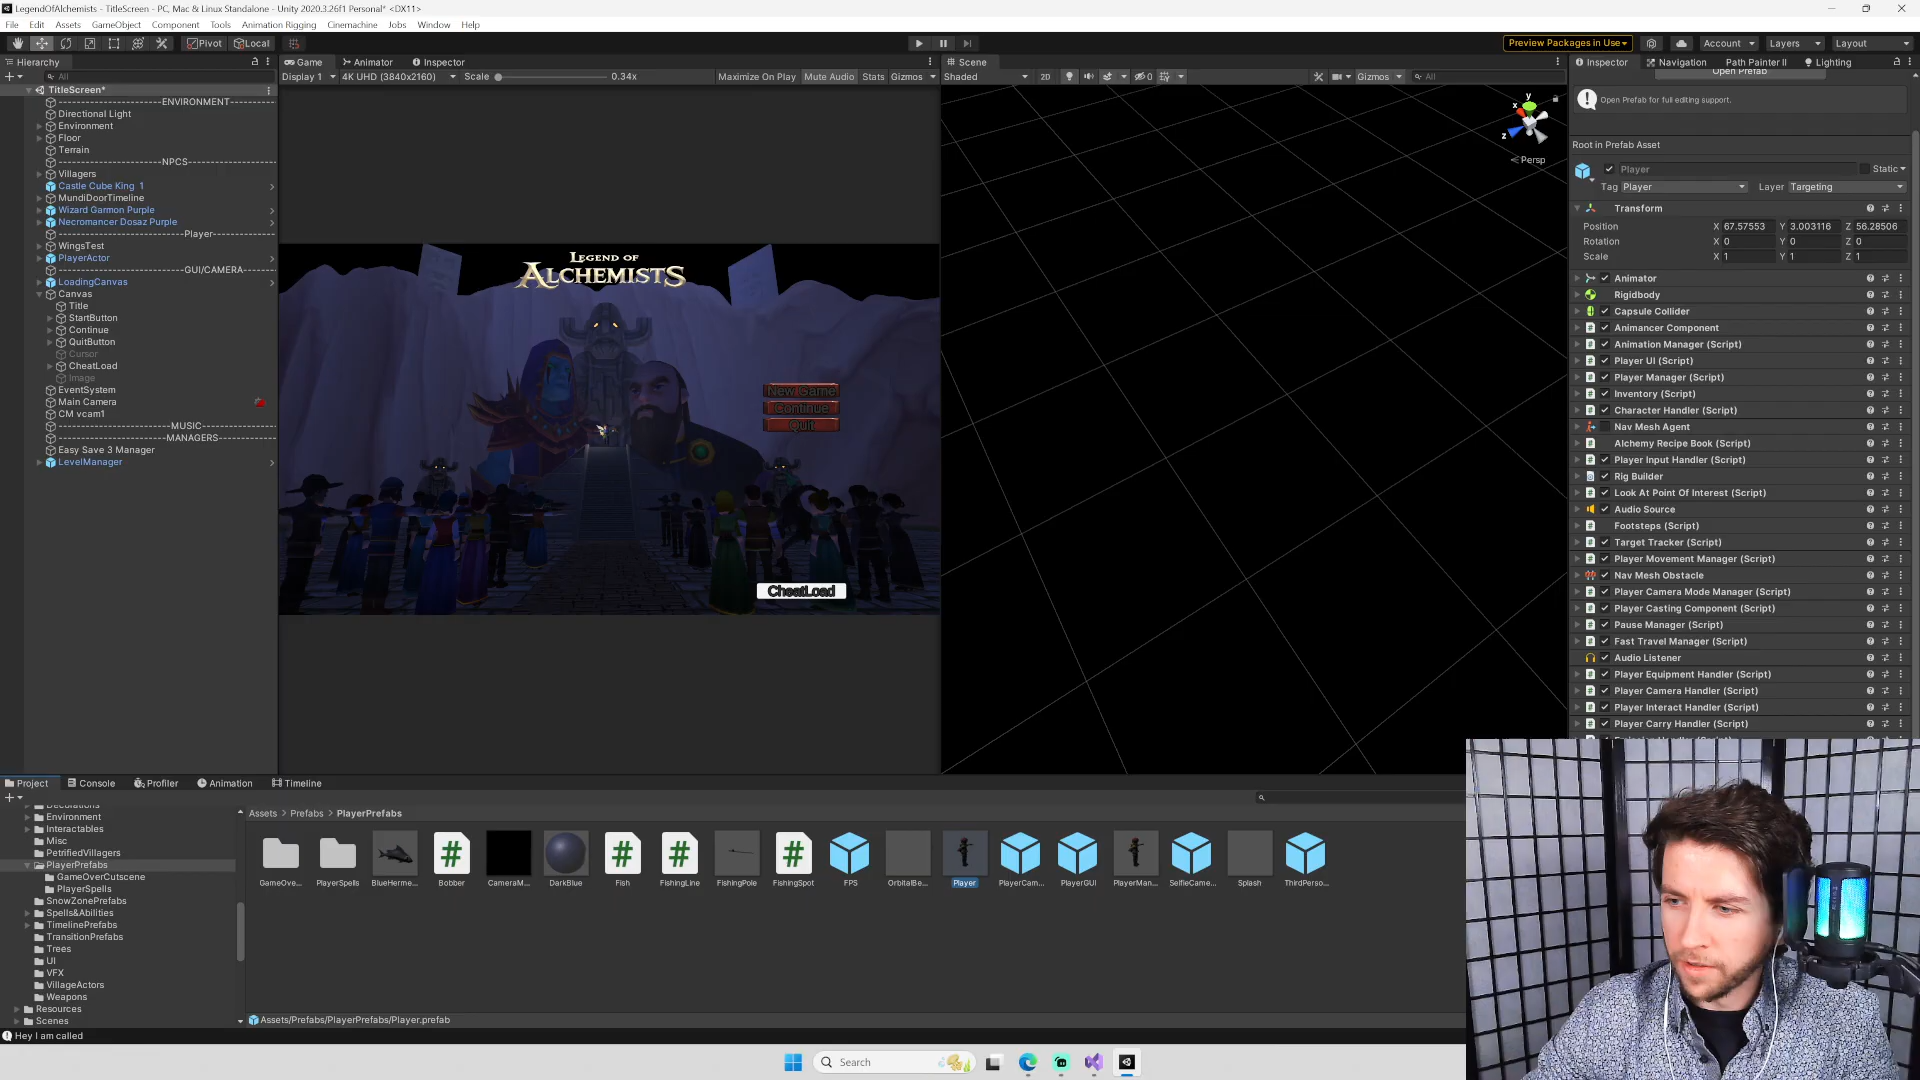 LegendOfAlchemists - TitleScreen - PC, Mac & Linux Standalone - Unity 2020.3.26f1 Personal* <DX11>
File Edit Assets GameObject Component Tools Animation Rigging Cinemachine Jobs Window Help
Pivot Local Preview Packages in Use Account Layers Layout
Hierarchy Game Animator Inspector Scene Inspector Navigation Path Painter II Lighting
All Display 1 4K UHD (3840x2160) Scale 0.34x Maximize On Play Mute Audio Stats Gizmos Shaded 2D 0 Gizmos All
Open Prefab
Open Prefab for full editing support.
TitleScreen*
---------------------ENVIRONMENT---------------------
Directional Light
Environment
Floor
Terrain
---------------------NPCS---------------------
Villagers
Castle Cube King 1
MundiDoorTimeline
Wizard Garmon Purple
Necromancer Dosaz Purple
---------------------Player---------------------
WingsTest
PlayerActor
---------------------GUI/CAMERA---------------------
LoadingCanvas
Canvas
Title
StartButton
Continue
QuitButton
Cursor
CheatLoad
Image
EventSystem
Main Camera
CM vcam1
---------------------MUSIC---------------------
---------------------MANAGERS---------------------
Easy Save 3 Manager
LevelManager
LEGEND OF
ALCHEMISTS
New Game
Continue
Quit
CheatLoad
y
x
z
Persp
Root in Prefab Asset
Player Static
Tag Player Layer Targeting
Transform
Position X 67.57553 Y 3.003116 Z 56.28506
Rotation X 0 Y 0 Z 0
Scale X 1 Y 1 Z 1
Animator
Rigidbody
Capsule Collider
Animancer Component
Animation Manager (Script)
Player UI (Script)
Player Manager (Script)
Inventory (Script)
Character Handler (Script)
Nav Mesh Agent
Alchemy Recipe Book (Script)
Player Input Handler (Script)
Rig Builder
Look At Point Of Interest (Script)
Audio Source
Footsteps (Script)
Target Tracker (Script)
Player Movement Manager (Script)
Nav Mesh Obstacle
Player Camera Mode Manager (Script)
Player Casting Component (Script)
Pause Manager (Script)
Fast Travel Manager (Script)
Audio Listener
Player Equipment Handler (Script)
Player Camera Handler (Script)
Player Interact Handler (Script)
Player Carry Handler (Script)
Project Console Profiler Animation Timeline
Decorations
Environment
Interactables
Misc
PetrifiedVillagers
PlayerPrefabs
GameOverCutscene
PlayerSpells
SnowZonePrefabs
Spells&Abilities
TimelinePrefabs
TransitionPrefabs
Trees
UI
VFX
VillageActors
Weapons
Resources
Scenes
Assets > Prefabs > PlayerPrefabs
GameOve... PlayerSpells BlueHerme... Bobber CameraM... DarkBlue Fish FishingLine FishingPole FishingSpot FPS OrbitalBe... Player PlayerCam... PlayerGUI PlayerMan... SelfieCame... Splash ThirdPerso...
Assets/Prefabs/PlayerPrefabs/Player.prefab
Hey I am called
Search